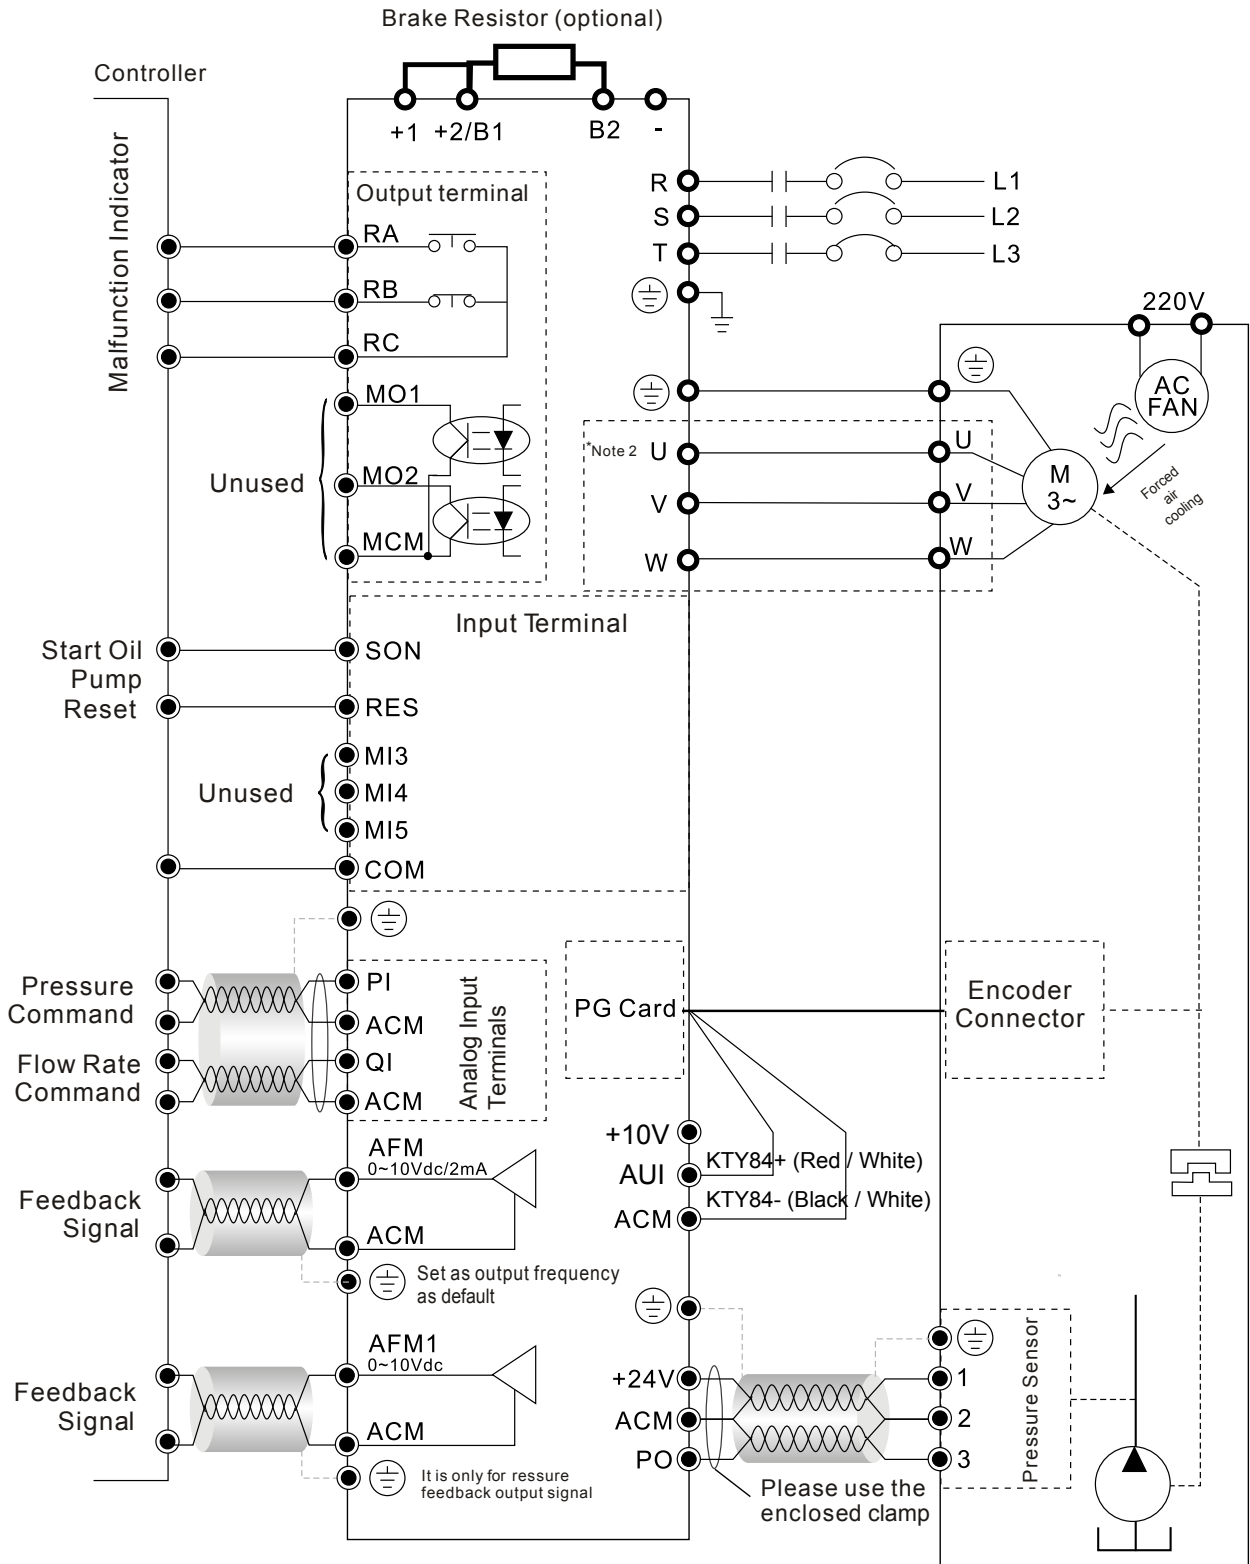 Brake Resistor (optional)
Controller
+1 +2/B1 B2 -
Malfunction Indicator
Output terminal
RA
RB
RC
MO1
MO2
MCM
Unused
R
S
T
L1
L2
L3
220V
AC
FAN
*Note 2
U
V
W
U
V
W
M
3~
Forced
air
cooling
Input Terminal
Start Oil
Pump
Reset
SON
RES
MI3
MI4
MI5
Unused
COM
Pressure
Command
Flow Rate
Command
PI
ACM
QI
ACM
Analog Input
Terminals
PG Card
Encoder
Connector
+10V
AUI
ACM
KTY84+ (Red / White)
KTY84- (Black / White)
Feedback
Signal
AFM
0~10Vdc/2mA
ACM
Set as output frequency
as default
Feedback
Signal
AFM1
0~10Vdc
ACM
It is only for ressure
feedback output signal
+24V
ACM
PO
1
2
3
Pressure Sensor
Please use the
enclosed clamp